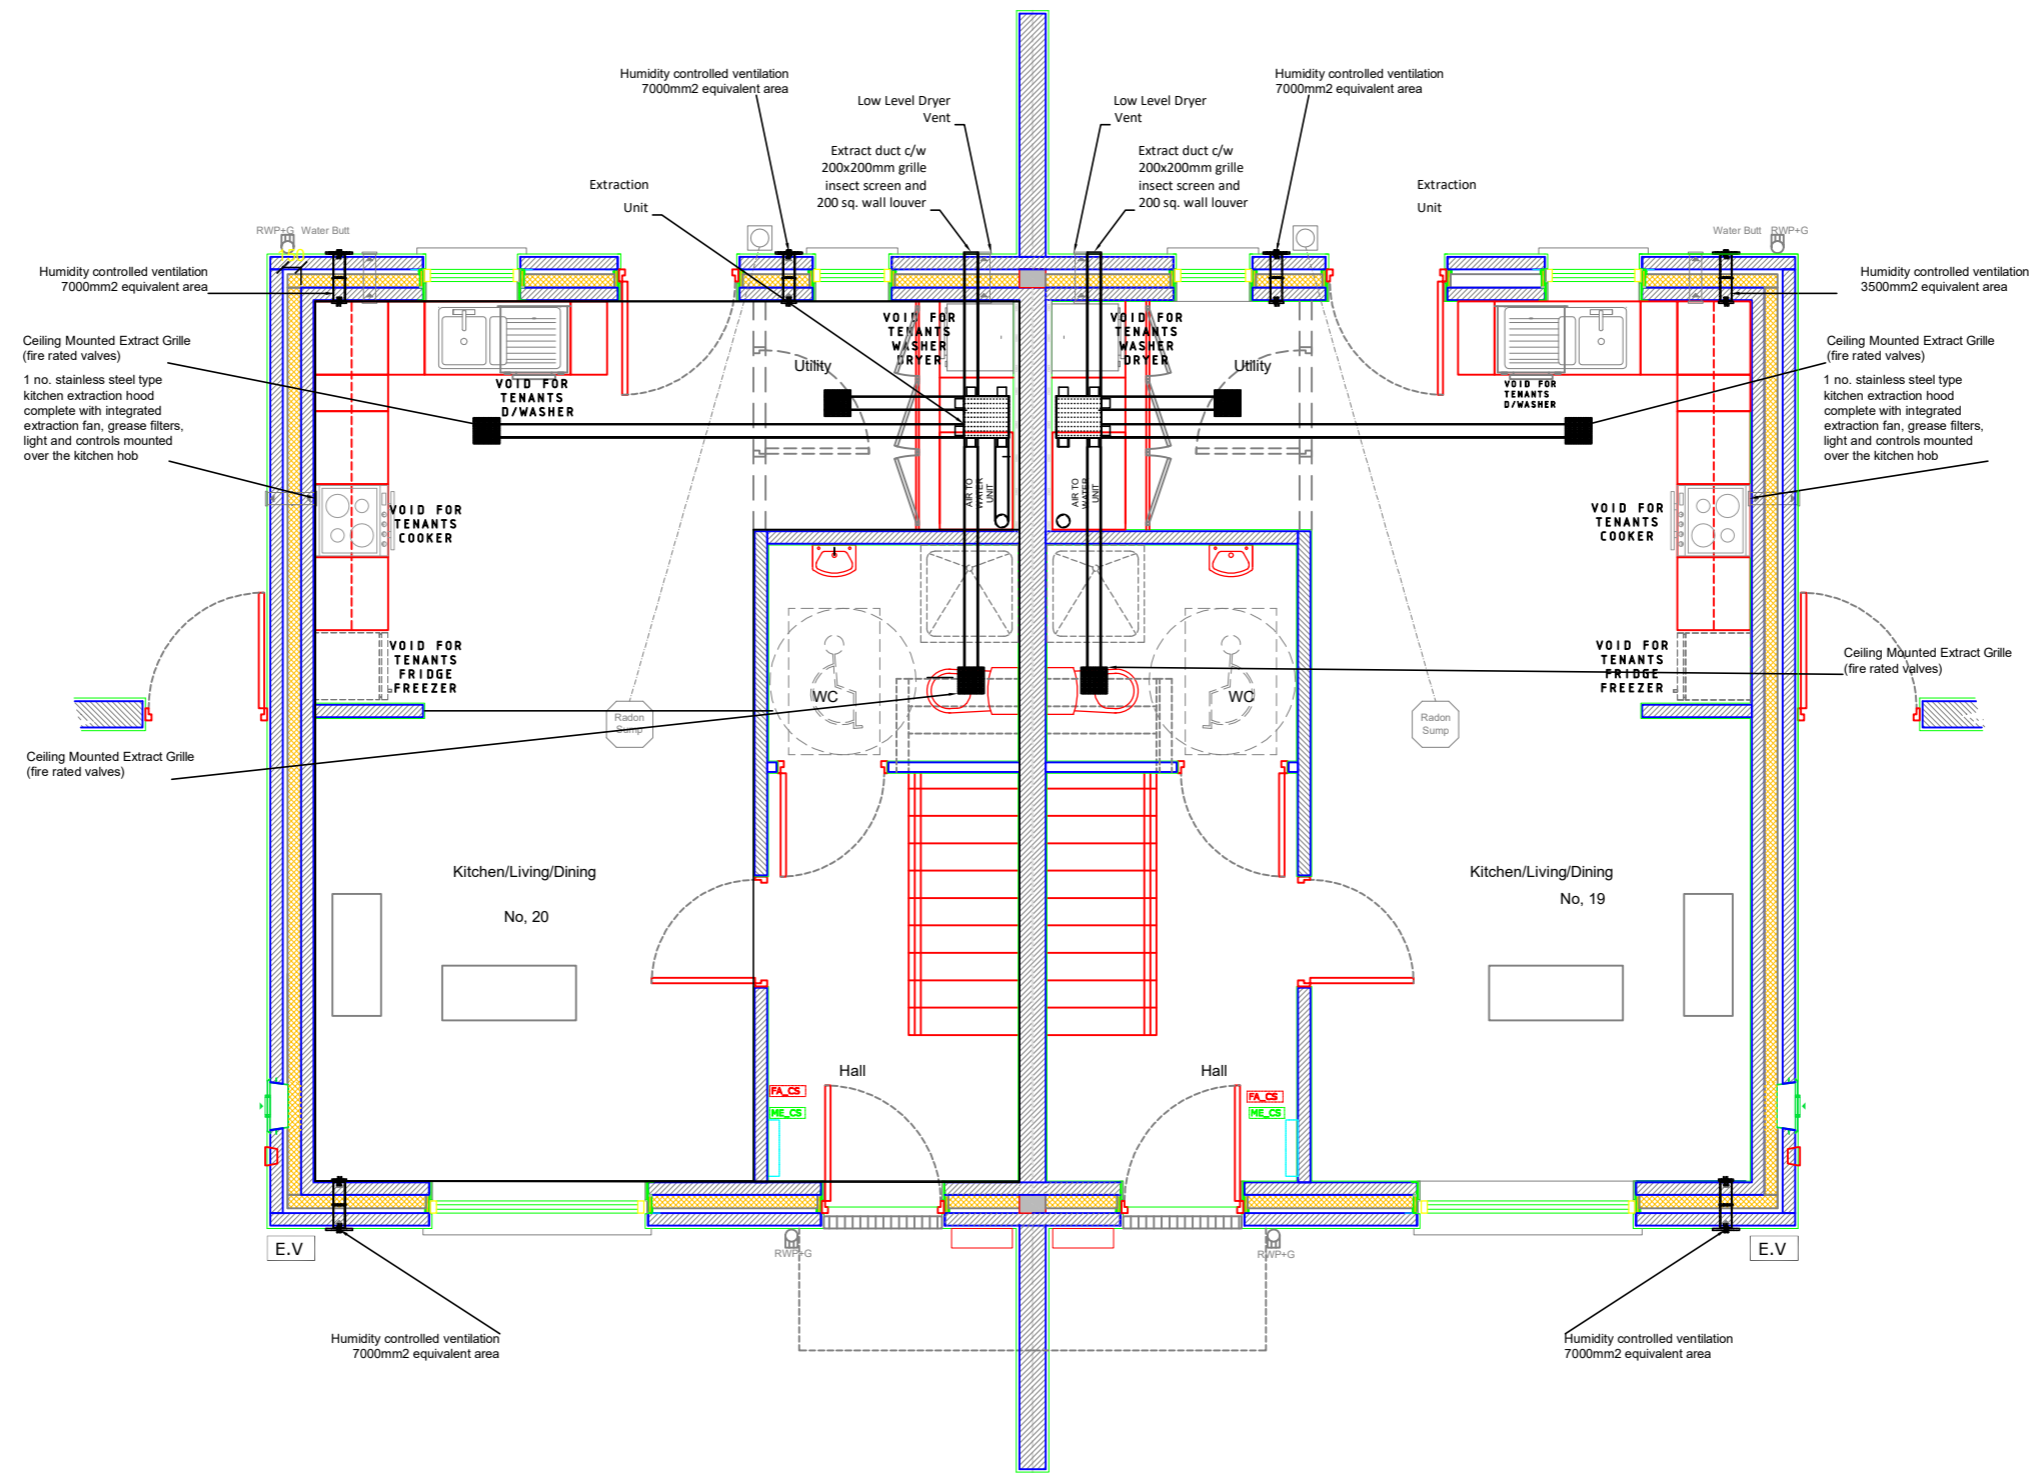 Humidity controlled ventilation
7000mm2 equivalent area
Humidity controlled ventilation
7000mm2 equivalent area
Low Level Dryer
Vent
Low Level Dryer
Vent
Extract duct c/w
200x200mm grille
insect screen and
200 sq. wall louver
Extract duct c/w
200x200mm grille
insect screen and
200 sq. wall louver
Extraction
Unit
Extraction
Unit
RWP+G Water Butt
Water Butt RWP+G
Humidity controlled ventilation
7000mm2 equivalent area
Humidity controlled ventilation
3500mm2 equivalent area
Ceiling Mounted Extract Grille
(fire rated valves)
1 no. stainless steel type
kitchen extraction hood
complete with integrated
extraction fan, grease filters,
light and controls mounted
over the kitchen hob
Ceiling Mounted Extract Grille
(fire rated valves)
1 no. stainless steel type
kitchen extraction hood
complete with integrated
extraction fan, grease filters,
light and controls mounted
over the kitchen hob
VOID FOR
TENANTS
WASHER
DRYER
VOID FOR
TENANTS
WASHER
DRYER
Utility
Utility
VOID FOR
TENANTS
D/WASHER
VOID FOR
TENANTS
D/WASHER
AIR TO
WATER
UNIT
AIR TO
WATER
UNIT
VOID FOR
TENANTS
COOKER
VOID FOR
TENANTS
COOKER
VOID FOR
TENANTS
FRIDGE
FREEZER
VOID FOR
TENANTS
FRIDGE
FREEZER
Ceiling Mounted Extract Grille
(fire rated valves)
WC
WC
Radon
Sump
Radon
Sump
Ceiling Mounted Extract Grille
(fire rated valves)
Kitchen/Living/Dining
No, 20
Kitchen/Living/Dining
No, 19
Hall
Hall
FA_CS
ME_CS
FA_CS
ME_CS
E.V
E.V
RWP+G
RWP+G
Humidity controlled ventilation
7000mm2 equivalent area
Humidity controlled ventilation
7000mm2 equivalent area